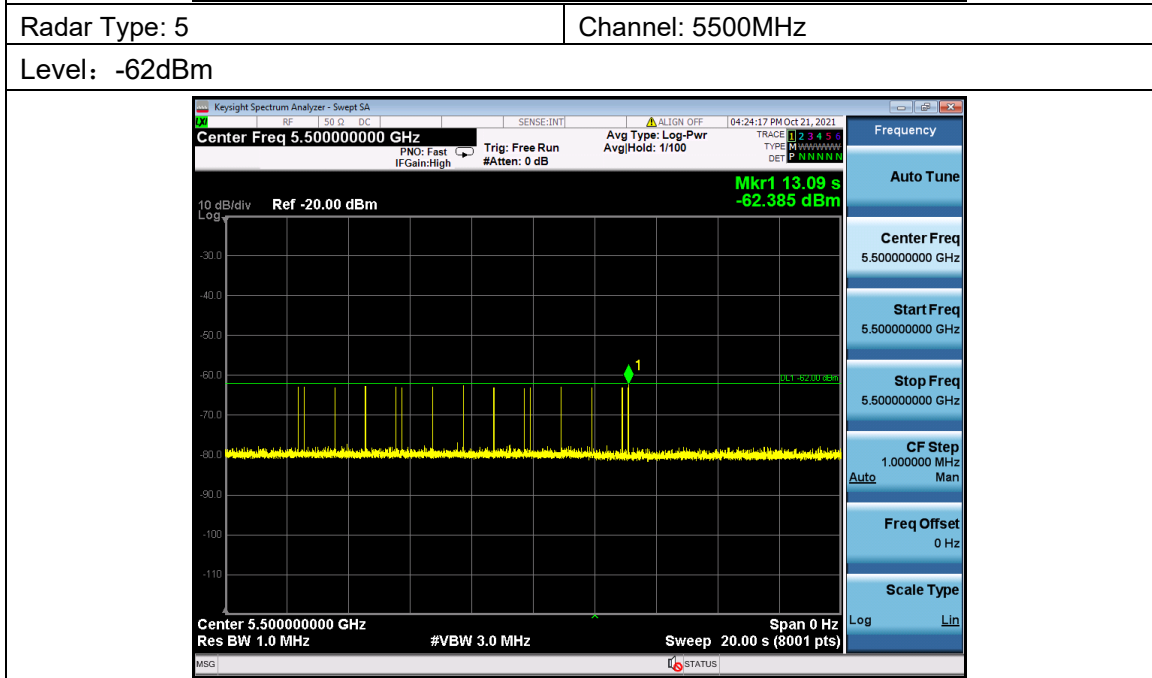 Radar Type: 5
Channel: 5500MHz
Level：-62dBm
Keysight Spectrum Analyzer - Swept SA
LXI RF 50 Ω DC SENSE:INT ALIGN OFF 04:24:17 PM Oct 21, 2021
Center Freq 5.500000000 GHz
PNO: Fast
IFGain:High
Trig: Free Run
#Atten: 0 dB
Avg Type: Log-Pwr
Avg|Hold: 1/100
TRACE 1 2 3 4 5 6
TYPE M WWWWW
DET P N N N N N
Mkr1 13.09 s
-62.385 dBm
10 dB/div Ref -20.00 dBm
Log
-30.0
-40.0
-50.0
-60.0
-70.0
-80.0
-90.0
-100
-110
1
DL1 -62.00 dBm
Center 5.500000000 GHz Span 0 Hz
Res BW 1.0 MHz #VBW 3.0 MHz Sweep 20.00 s (8001 pts)
MSG STATUS
Frequency
Auto Tune
Center Freq
5.500000000 GHz
Start Freq
5.500000000 GHz
Stop Freq
5.500000000 GHz
CF Step
1.000000 MHz
Auto Man
Freq Offset
0 Hz
Scale Type
Log Lin